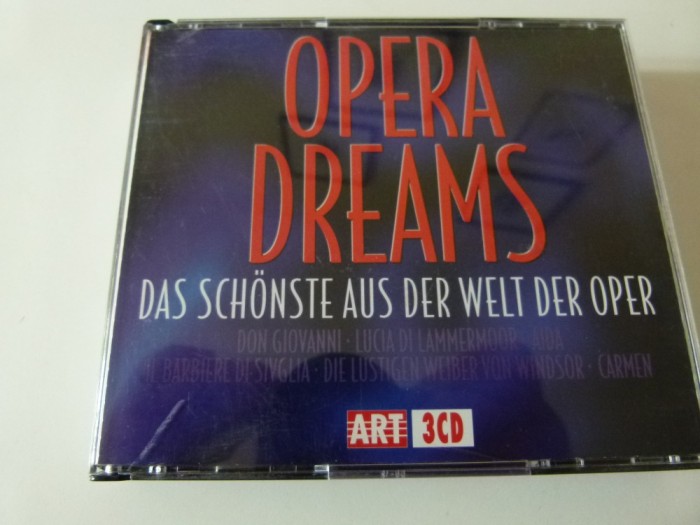 OPERA
DREAMS
DAS SCHÖNSTE AUS DER WELT DER OPER
DON GIOVANNI · LUCIA DI LAMMERMOOR · AIDA
IL BARBIERE DI SIVGLIA · DIE LUSTIGEN WEIBER VON WINDSOR · CARMEN
ART 3CD